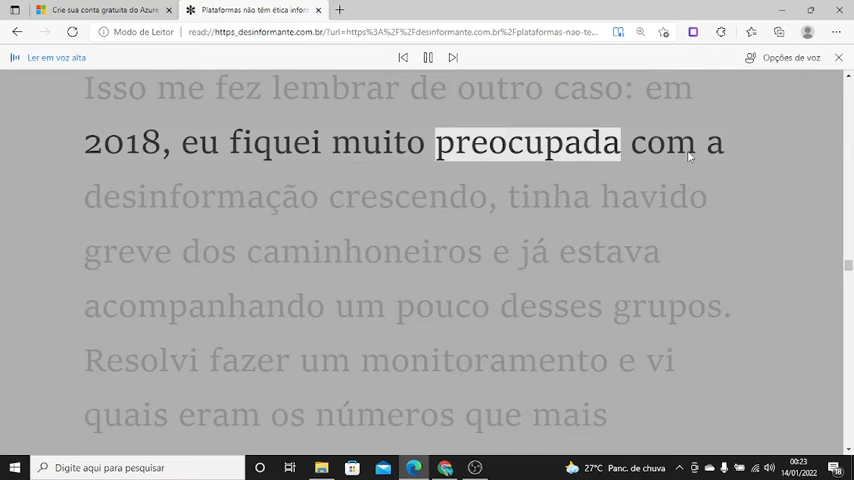 Crie sua conta gratuita do Azure
Plataformas não têm ética inform
Modo de Leitor
read://https_desinformante.com.br/?url=https%3A%2F%2Fdesinformante.com.br%2Fplataformas-nao-te...
Ler em voz alta
Opções de voz
Isso me fez lembrar de outro caso: em
2018, eu fiquei muito preocupada com a
desinformação crescendo, tinha havido
greve dos caminhoneiros e já estava
acompanhando um pouco desses grupos.
Resolvi fazer um monitoramento e vi
quais eram os números que mais
Digite aqui para pesquisar
27°C Panc. de chuva
00:23
14/01/2022
18